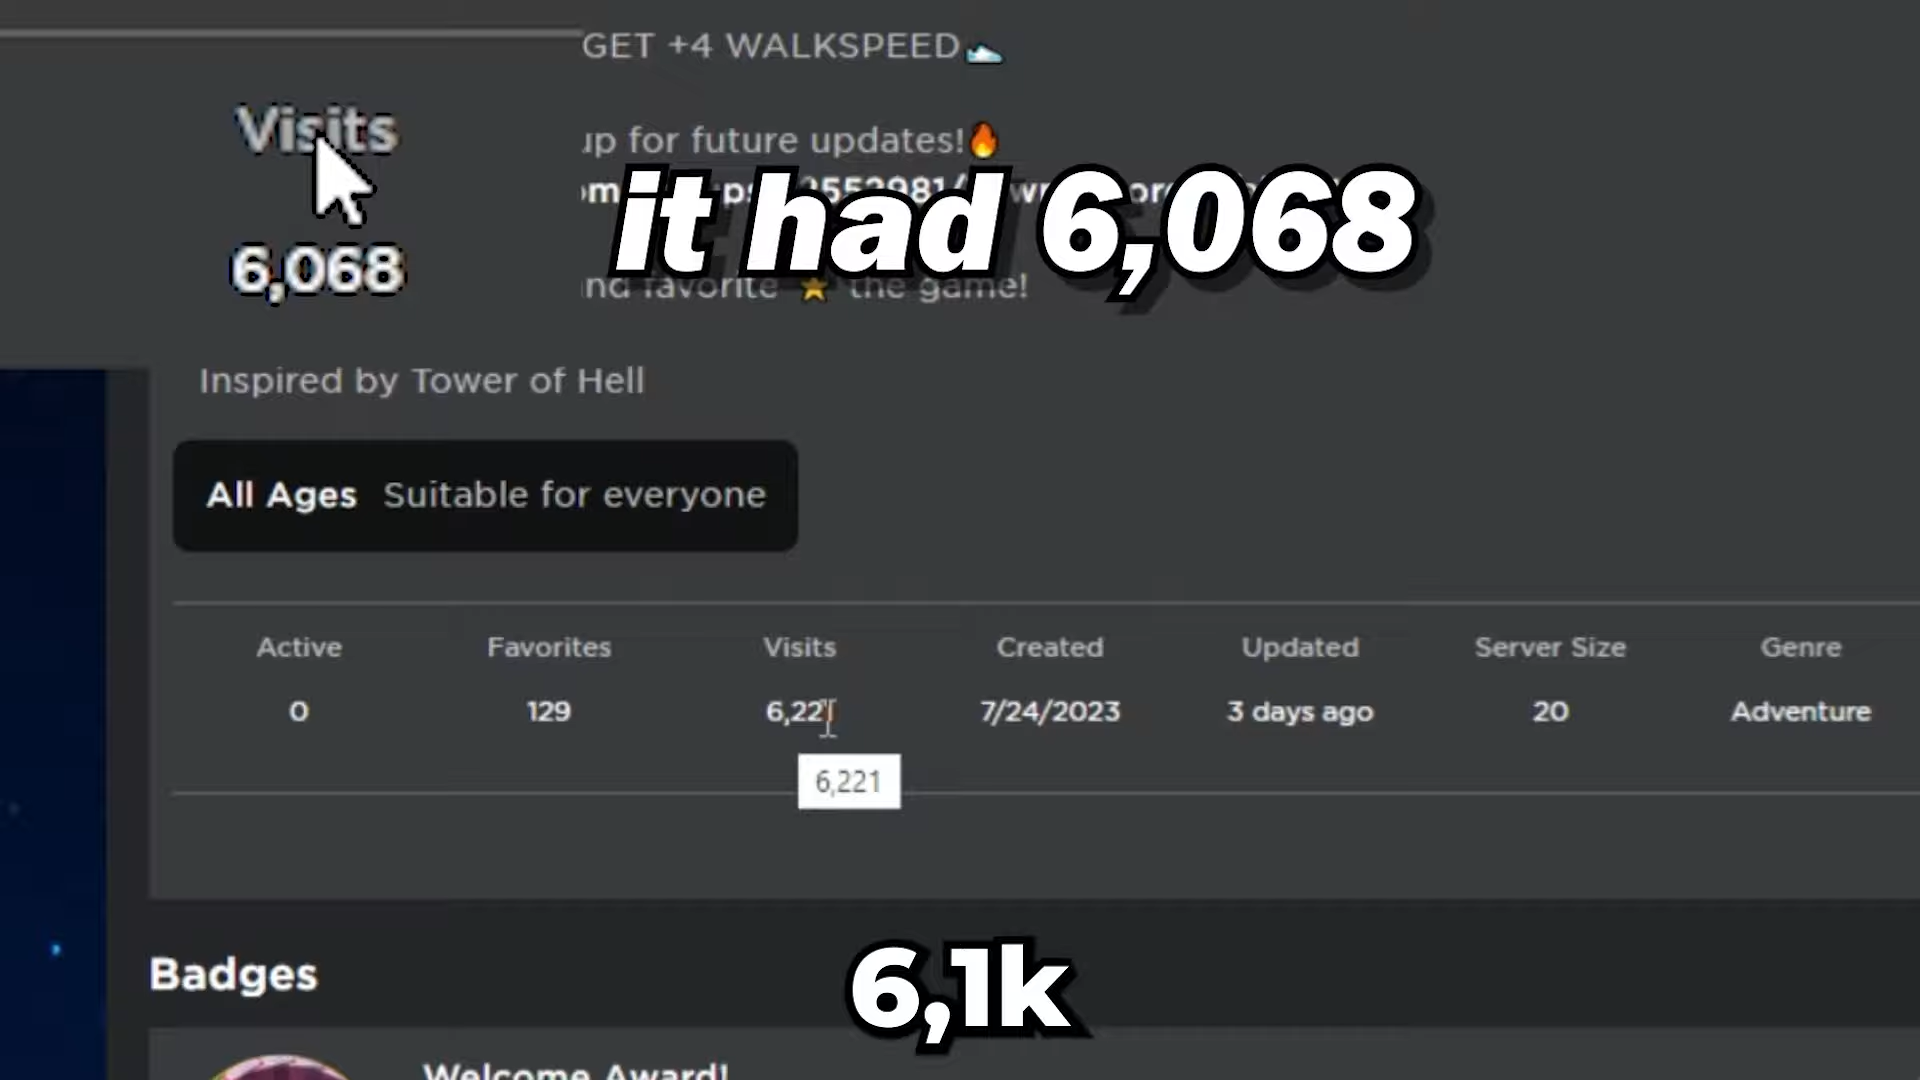 GET +4 WALKSPEED👟
Visits
6,068
up for future updates!🔥
it had 6,068
and favorite ⭐ the game!
Inspired by Tower of Hell
All Ages Suitable for everyone
Active Favorites Visits Created Updated Server Size Genre
0 129 6,221 7/24/2023 3 days ago 20 Adventure
6,221
Badges
6,1k
Welcome Award!